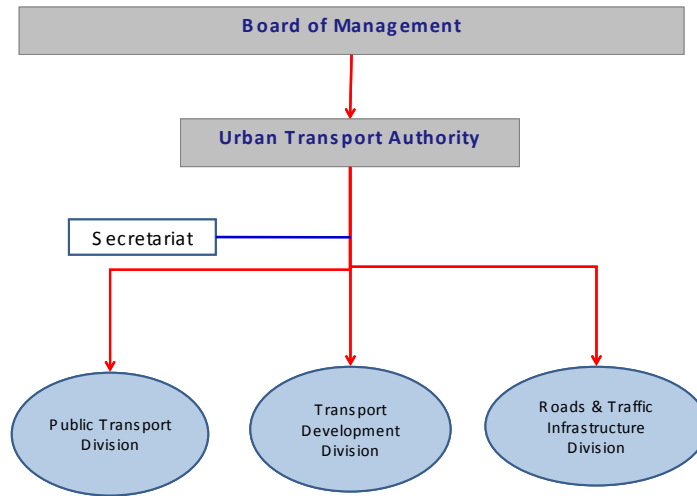 Board of Management
Urban Transport Authority
Secretariat
Public Transport
Division
Transport
Development
Division
Roads & Traffic
Infrastructure
Division